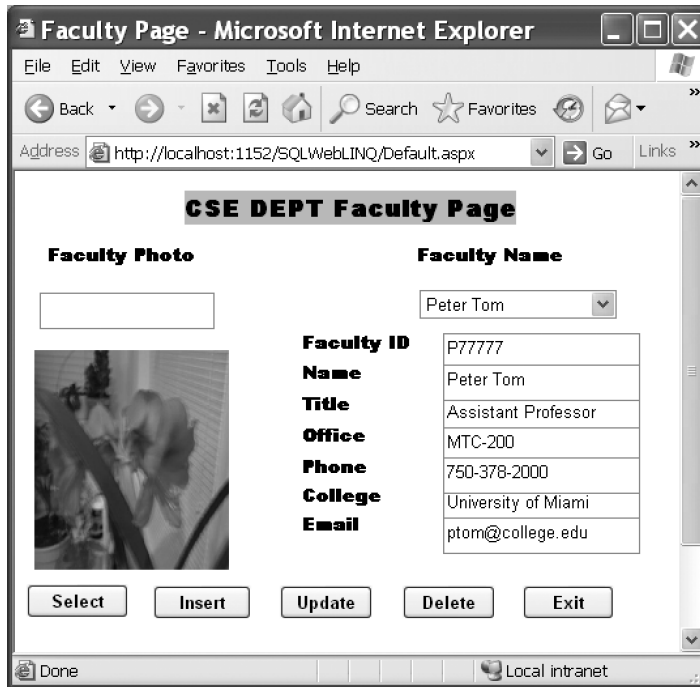 Faculty Page - Microsoft Internet Explorer
File Edit View Favorites Tools Help
Back Search Favorites »
Address http://localhost:1152/SQLWebLINQ/Default.aspx Go Links »
CSE DEPT Faculty Page
Faculty Photo Faculty Name
Peter Tom
Faculty ID P77777
Name Peter Tom
Title Assistant Professor
Office MTC-200
Phone 750-378-2000
College University of Miami
Email ptom@college.edu
Select Insert Update Delete Exit
Done Local intranet